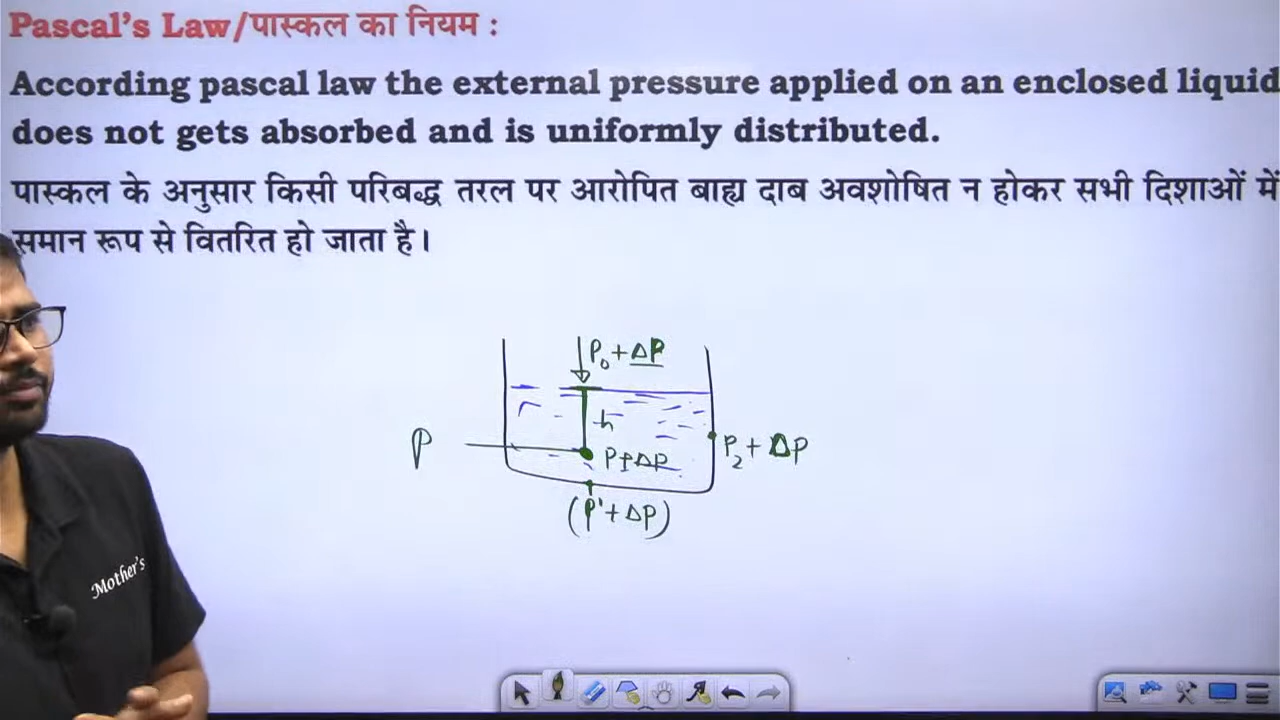 Pascal's Law/पास्कल का नियम :
According pascal law the external pressure applied on an enclosed liquid
does not gets absorbed and is uniformly distributed.
पास्कल के अनुसार किसी परिबद्ध तरल पर आरोपित बाह्य दाब अवशोषित न होकर सभी दिशाओं में
समान रूप से वितरित हो जाता है।
P₀ + ΔP
h
P
P+ΔP
P₂ + ΔP
(P' + ΔP)
Mother's